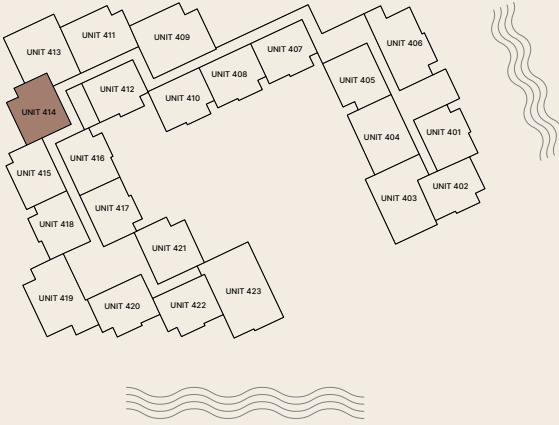 UNIT 411
UNIT 409
UNIT 406
UNIT 413
UNIT 407
UNIT 408
UNIT 405
UNIT 412
UNIT 410
UNIT 414
UNIT 401
UNIT 404
UNIT 416
UNIT 415
UNIT 402
UNIT 403
UNIT 417
UNIT 418
UNIT 421
UNIT 423
UNIT 419
UNIT 420
UNIT 422